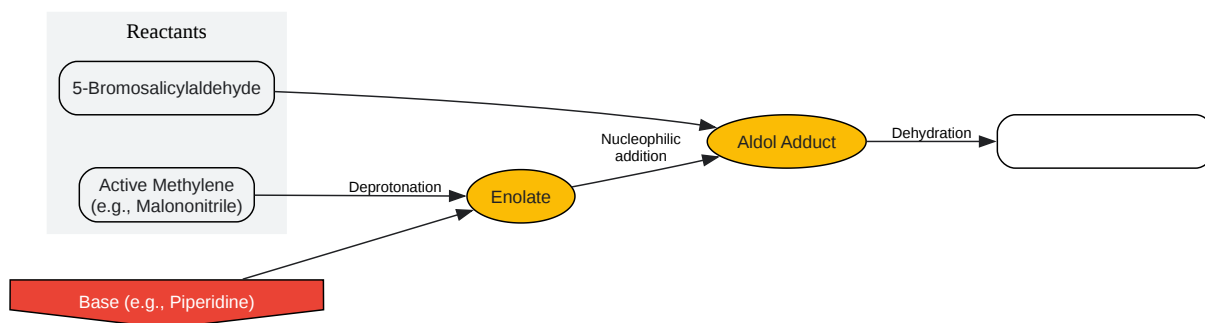 Reactants
5-Bromosalicylaldehyde
Active Methylene
(e.g., Malononitrile)
Base (e.g., Piperidine)
Deprotonation
Enolate
Nucleophilic
addition
Aldol Adduct
Dehydration